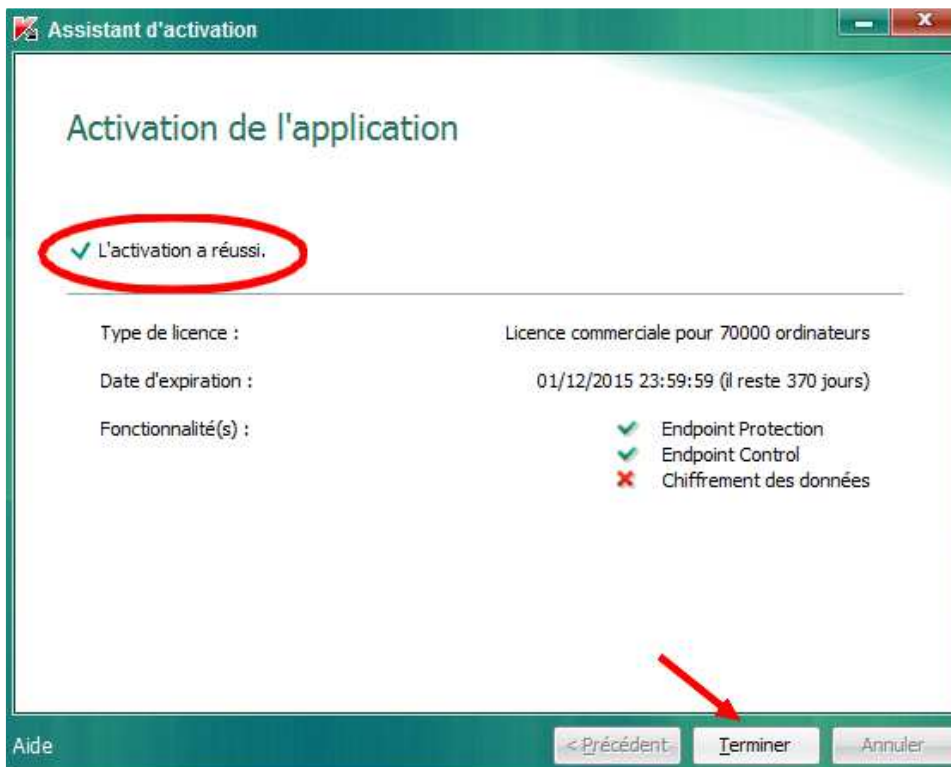 Assistant d'activation
Activation de l'application
L'activation a réussi.
Type de licence : Licence commerciale pour 70000 ordinateurs
Date d'expiration : 01/12/2015 23:59:59 (il reste 370 jours)
Fonctionnalité(s) : Endpoint Protection
Endpoint Control
Chiffrement des données
Aide < Précédent Terminer Annuler